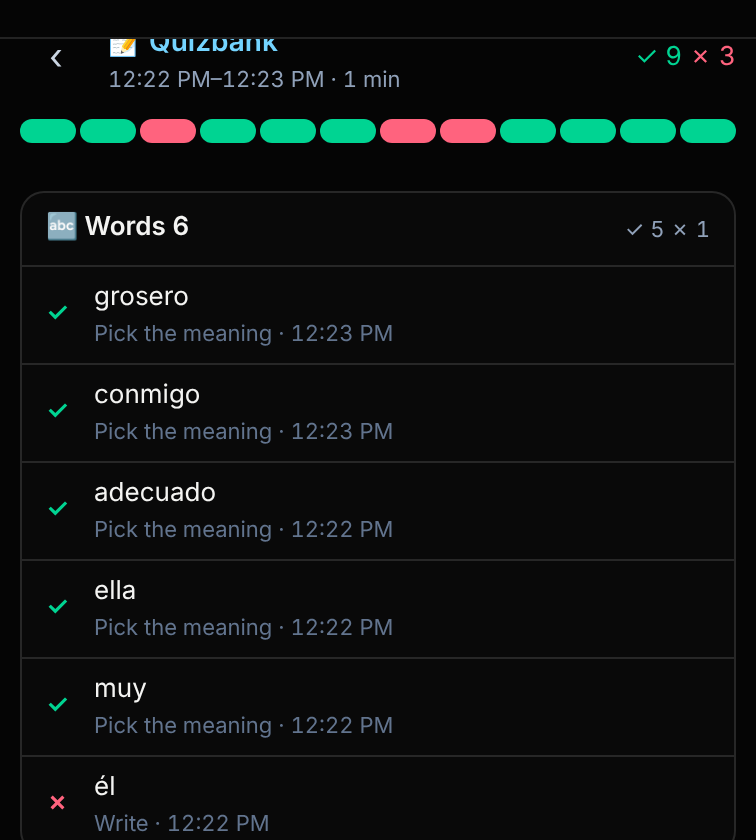 Quizbank
✓ 9 × 3
12:22 PM–12:23 PM · 1 min
abc Words 6
✓ 5 × 1
grosero
Pick the meaning · 12:23 PM
conmigo
Pick the meaning · 12:23 PM
adecuado
Pick the meaning · 12:22 PM
ella
Pick the meaning · 12:22 PM
muy
Pick the meaning · 12:22 PM
él
Write · 12:22 PM